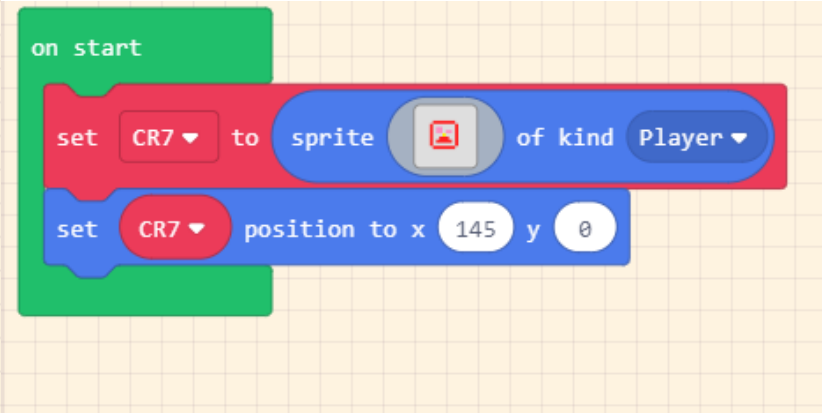 on start
set CR7 to sprite of kind Player
set CR7 position to x 145 y 0